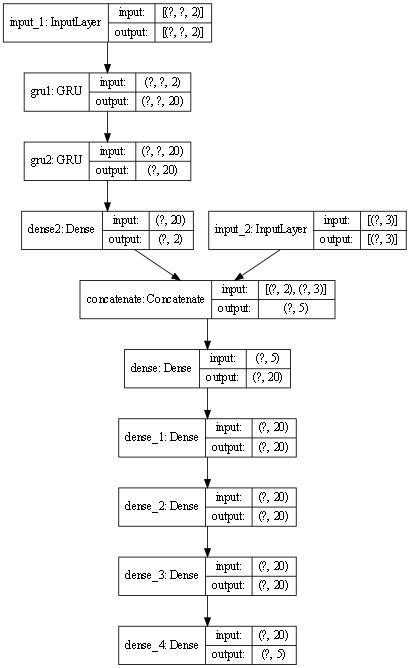 input_1: InputLayer input: [(?, ?, 2)]
output: [(?, ?, 2)]
gru1: GRU input: (?, ?, 2)
output: (?, ?, 20)
gru2: GRU input: (?, ?, 20)
output: (?, 20)
dense2: Dense input: (?, 20)
output: (?, 2)
input_2: InputLayer input: [(?, 3)]
output: [(?, 3)]
concatenate: Concatenate input: [(?, 2), (?, 3)]
output: (?, 5)
dense: Dense input: (?, 5)
output: (?, 20)
dense_1: Dense input: (?, 20)
output: (?, 20)
dense_2: Dense input: (?, 20)
output: (?, 20)
dense_3: Dense input: (?, 20)
output: (?, 20)
dense_4: Dense input: (?, 20)
output: (?, 5)